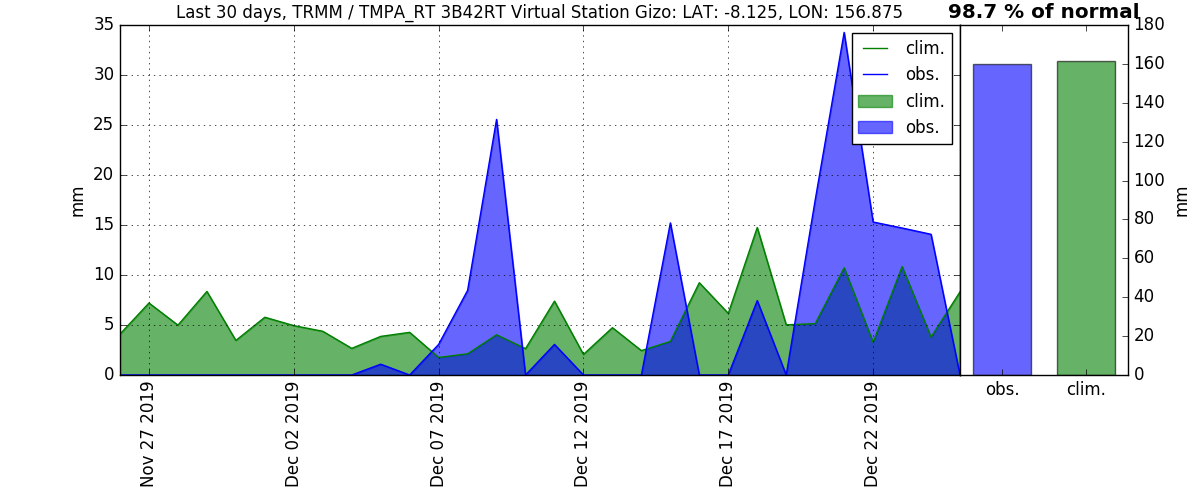 Last 30 days, TRMM / TMPA_RT 3B42RT Virtual Station Gizo: LAT: -8.125, LON: 156.875
98.7 % of normal
35
30
25
20
15
10
5
0
mm
clim.
obs.
clim.
obs.
Nov 27 2019
Dec 02 2019
Dec 07 2019
Dec 12 2019
Dec 17 2019
Dec 22 2019
180
160
140
120
100
80
60
40
20
0
mm
obs.
clim.